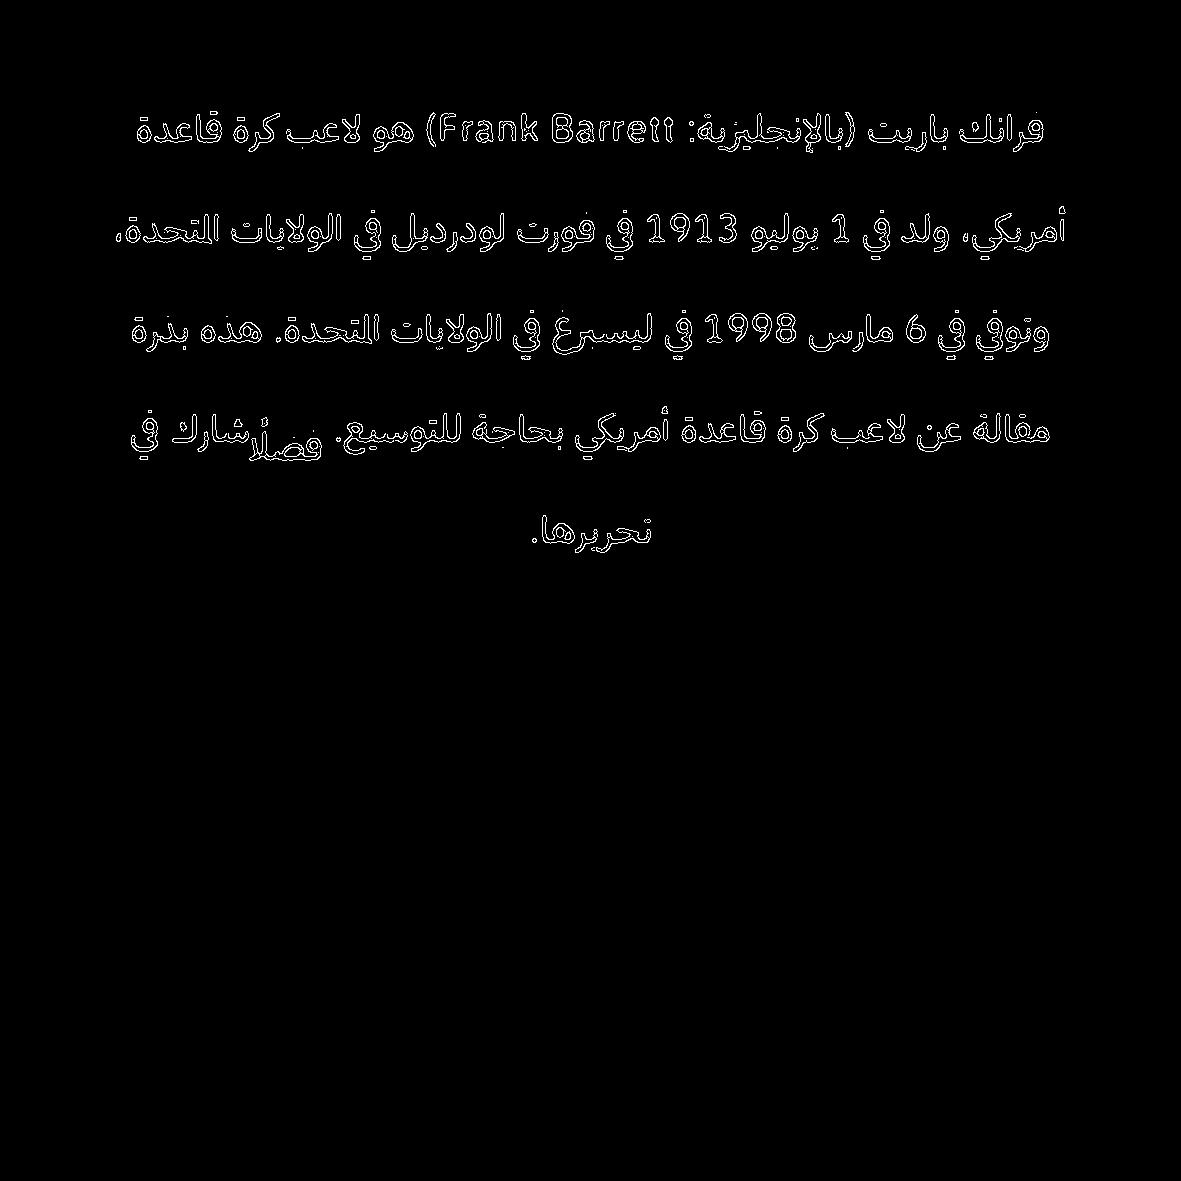 فرانك باريت (بالإنجليزية: Frank Barrett) هو لاعب كرة قاعدة
أمريكي، ولد في 1 يوليو 1913 في فورت لودرديل في الولايات المتحدة،
وتوفي في 6 مارس 1998 في ليسبرغ في الولايات المتحدة. هذه بذرة
مقالة عن لاعب كرة قاعدة أمريكي بحاجة للتوسيع. فضلًا شارك في
تحريرها.